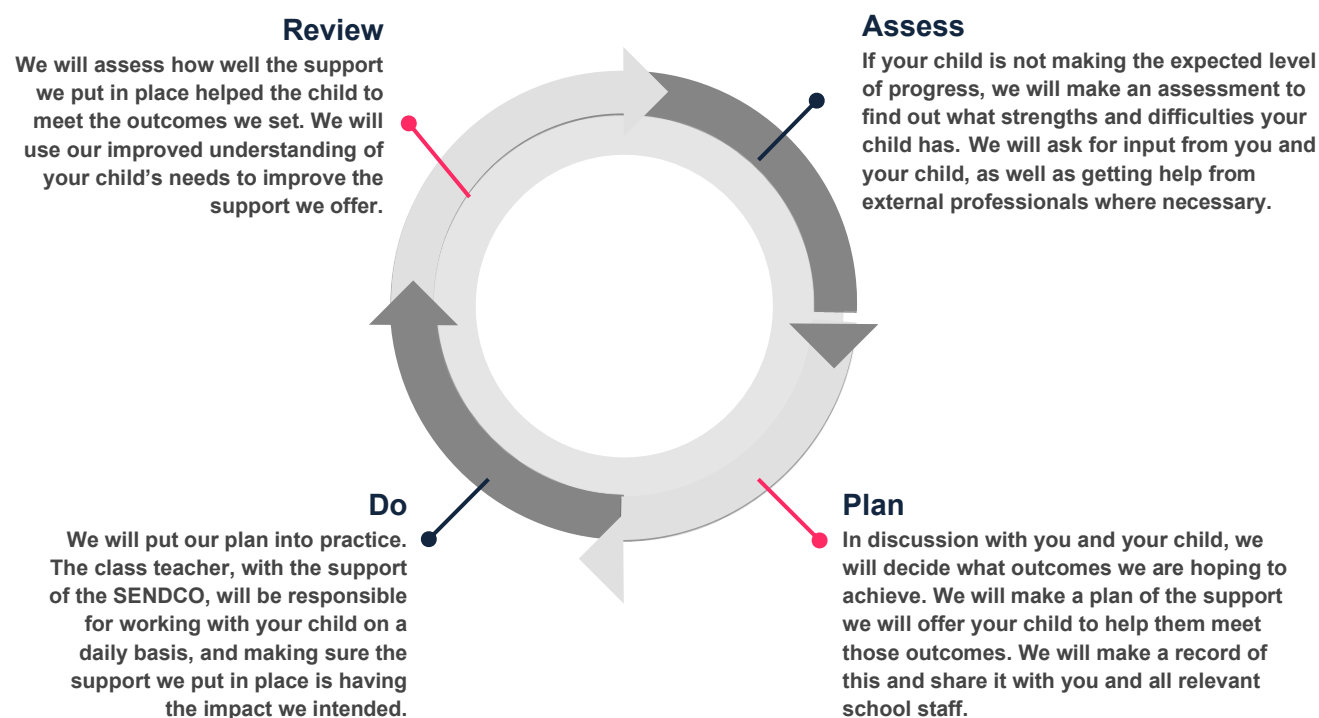 Review
We will assess how well the support
we put in place helped the child to
meet the outcomes we set. We will
use our improved understanding of
your child’s needs to improve the
support we offer.
Assess
If your child is not making the expected level
of progress, we will make an assessment to
find out what strengths and difficulties your
child has. We will ask for input from you and
your child, as well as getting help from
external professionals where necessary.
Do
We will put our plan into practice.
The class teacher, with the support
of the SENDCO, will be responsible
for working with your child on a
daily basis, and making sure the
support we put in place is having
the impact we intended.
Plan
In discussion with you and your child, we
will decide what outcomes we are hoping to
achieve. We will make a plan of the support
we will offer your child to help them meet
those outcomes. We will make a record of
this and share it with you and all relevant
school staff.